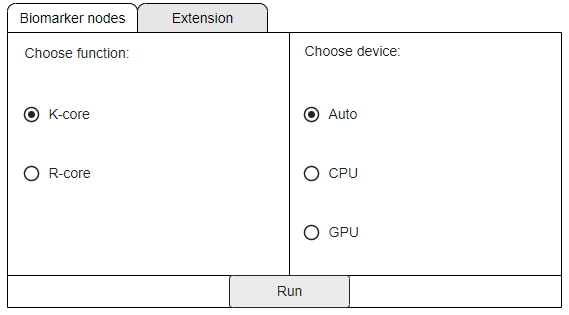 Biomarker nodes
Extension
Choose function:
K-core
R-core
Choose device:
Auto
CPU
GPU
Run